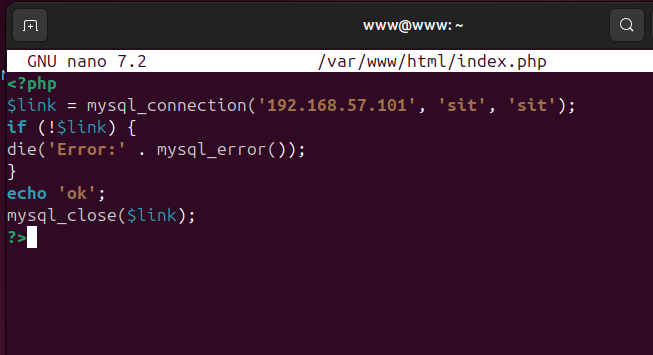 www@www: ~
GNU nano 7.2 /var/www/html/index.php
<?php
$link = mysql_connection('192.168.57.101', 'sit', 'sit');
if (!$link) {
die('Error:' . mysql_error());
}
echo 'ok';
mysql_close($link);
?>